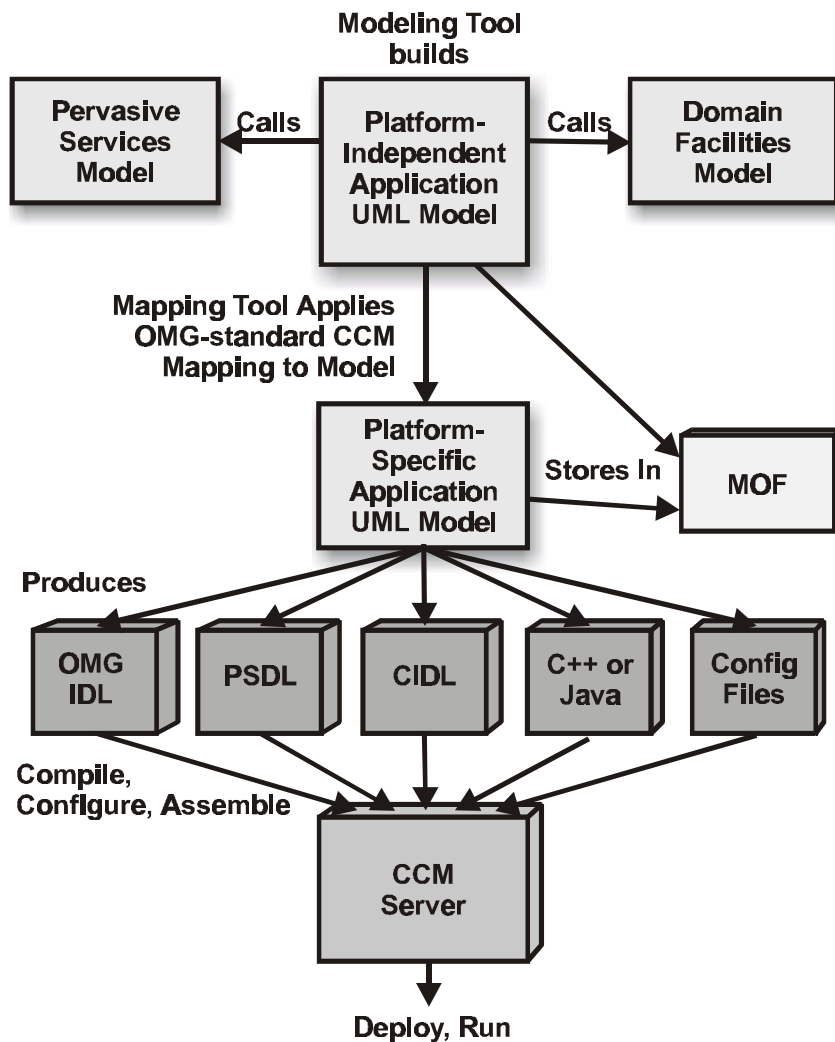 Modeling Tool
builds
Pervasive
Services
Model
Calls
Platform-
Independent
Application
UML Model
Calls
Domain
Facilities
Model
Mapping Tool Applies
OMG-standard CCM
Mapping to Model
Platform-
Specific
Application
UML Model
Stores In
MOF
Produces
OMG
IDL
PSDL
CIDL
C++ or
Java
Config
Files
Compile,
Configure, Assemble
CCM
Server
Deploy, Run